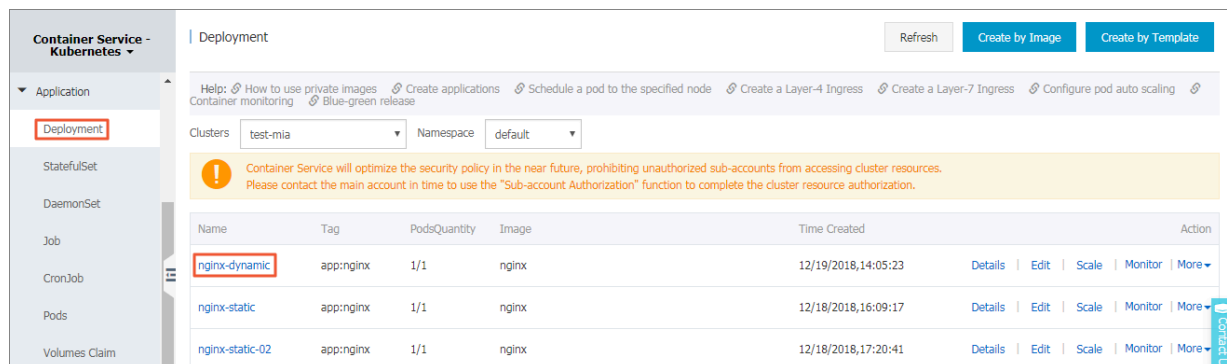 Container Service -
Kubernetes
Deployment
Refresh
Create by Image
Create by Template
Application
Deployment
StatefulSet
DaemonSet
Job
CronJob
Pods
Volumes Claim
Help: How to use private images Create applications Schedule a pod to the specified node Create a Layer-4 Ingress Create a Layer-7 Ingress Configure pod auto scaling
Container monitoring Blue-green release
Clusters test-mia Namespace default
Container Service will optimize the security policy in the near future, prohibiting unauthorized sub-accounts from accessing cluster resources.
Please contact the main account in time to use the "Sub-account Authorization" function to complete the cluster resource authorization.
Name Tag PodsQuantity Image Time Created Action
nginx-dynamic app:nginx 1/1 nginx 12/19/2018,14:05:23 Details | Edit | Scale | Monitor | More
nginx-static app:nginx 1/1 nginx 12/18/2018,16:09:17 Details | Edit | Scale | Monitor | More
nginx-static-02 app:nginx 1/1 nginx 12/18/2018,17:20:41 Details | Edit | Scale | Monitor | More
Contact